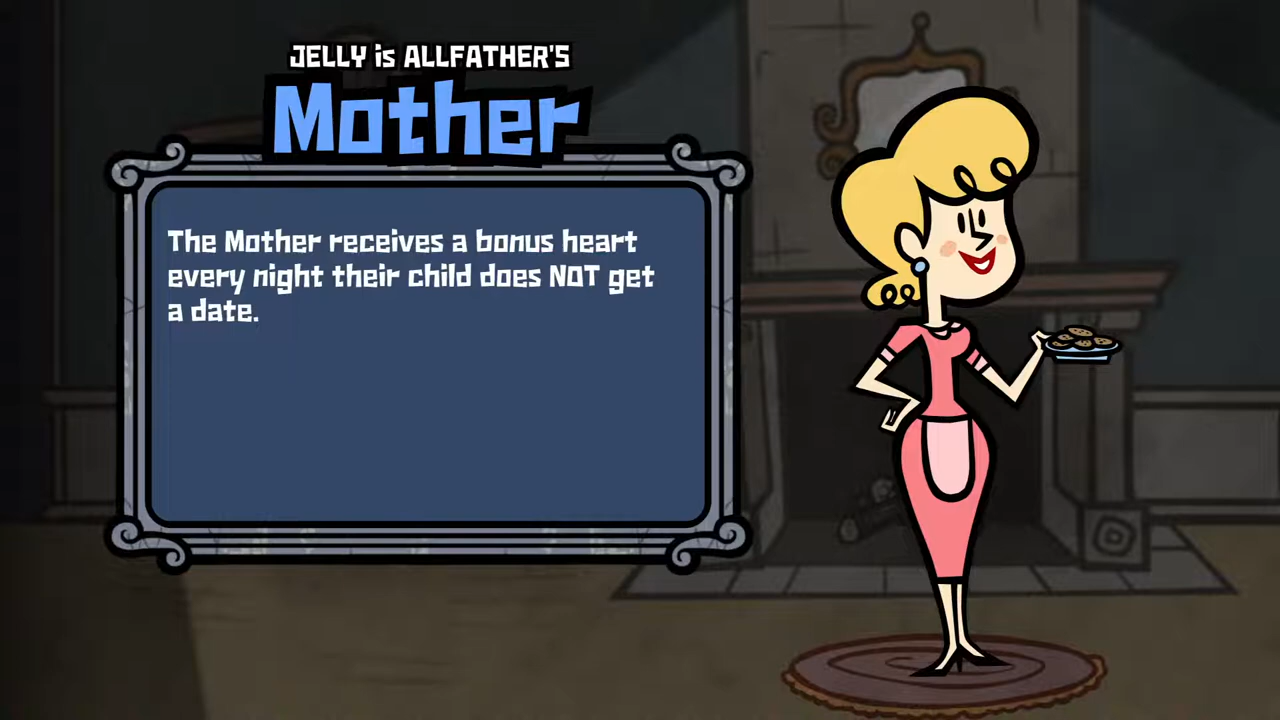 JELLY is ALLFATHER'S
Mother
The Mother receives a bonus heart
every night their child does NOT get
a date.